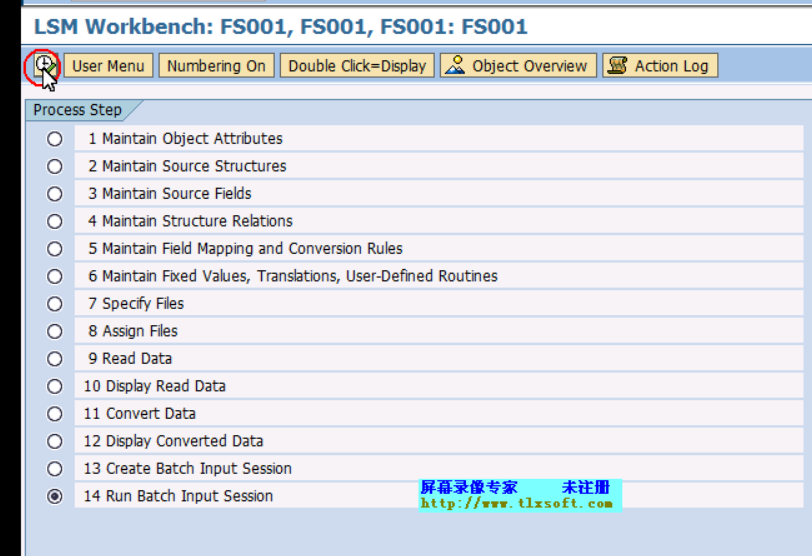 LSM Workbench: FS001, FS001, FS001: FS001
User Menu Numbering On Double Click=Display Object Overview Action Log
Process Step
1 Maintain Object Attributes
2 Maintain Source Structures
3 Maintain Source Fields
4 Maintain Structure Relations
5 Maintain Field Mapping and Conversion Rules
6 Maintain Fixed Values, Translations, User-Defined Routines
7 Specify Files
8 Assign Files
9 Read Data
10 Display Read Data
11 Convert Data
12 Display Converted Data
13 Create Batch Input Session
14 Run Batch Input Session
屏幕录像专家 未注册
http://www.tlxsoft.com